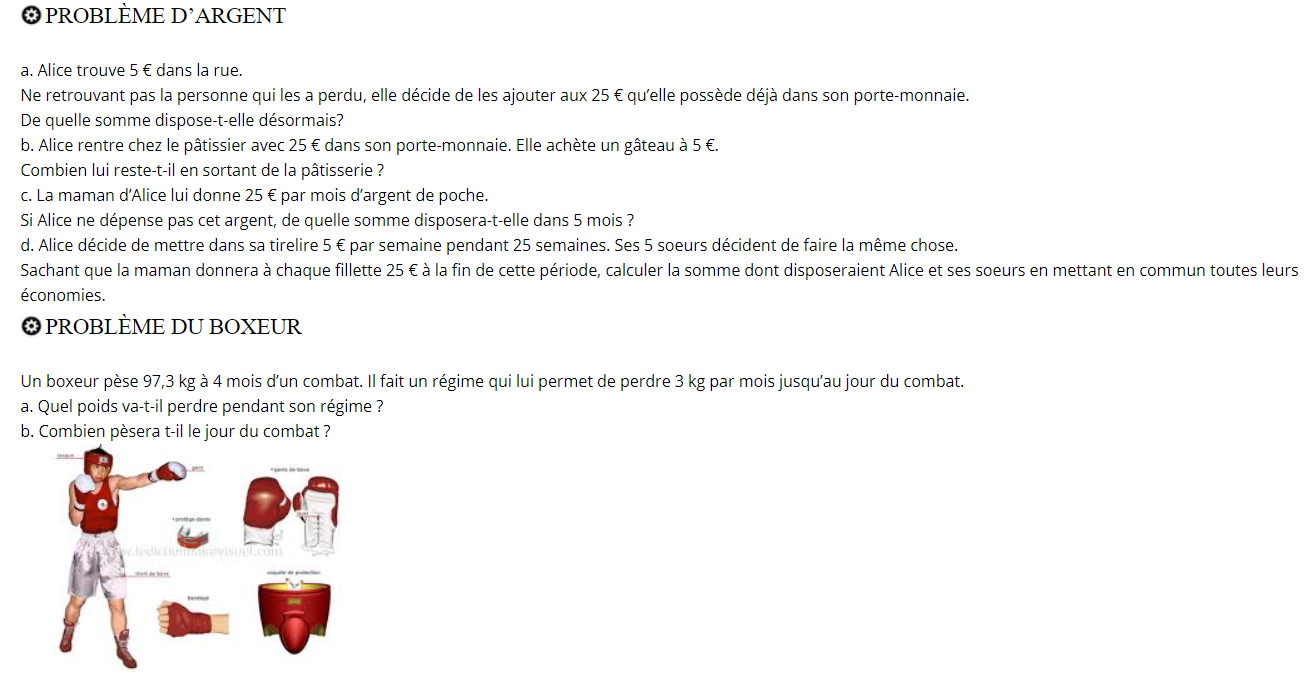 PROBLÈME D’ARGENT
a. Alice trouve 5 € dans la rue.
Ne retrouvant pas la personne qui les a perdu, elle décide de les ajouter aux 25 € qu’elle possède déjà dans son porte-monnaie.
De quelle somme dispose-t-elle désormais?
b. Alice rentre chez le pâtissier avec 25 € dans son porte-monnaie. Elle achète un gâteau à 5 €.
Combien lui reste-t-il en sortant de la pâtisserie ?
c. La maman d’Alice lui donne 25 € par mois d’argent de poche.
Si Alice ne dépense pas cet argent, de quelle somme disposera-t-elle dans 5 mois ?
d. Alice décide de mettre dans sa tirelire 5 € par semaine pendant 25 semaines. Ses 5 soeurs décident de faire la même chose.
Sachant que la maman donnera à chaque fillette 25 € à la fin de cette période, calculer la somme dont disposeraient Alice et ses soeurs en mettant en commun toutes leurs
économies.
PROBLÈME DU BOXEUR
Un boxeur pèse 97,3 kg à 4 mois d’un combat. Il fait un régime qui lui permet de perdre 3 kg par mois jusqu’au jour du combat.
a. Quel poids va-t-il perdre pendant son régime ?
b. Combien pèsera t-il le jour du combat ?
casque
gant
gants de boxe
protège-dents
www.ledictionnairevisuel.com
short de boxe
coquille de protection
bandage